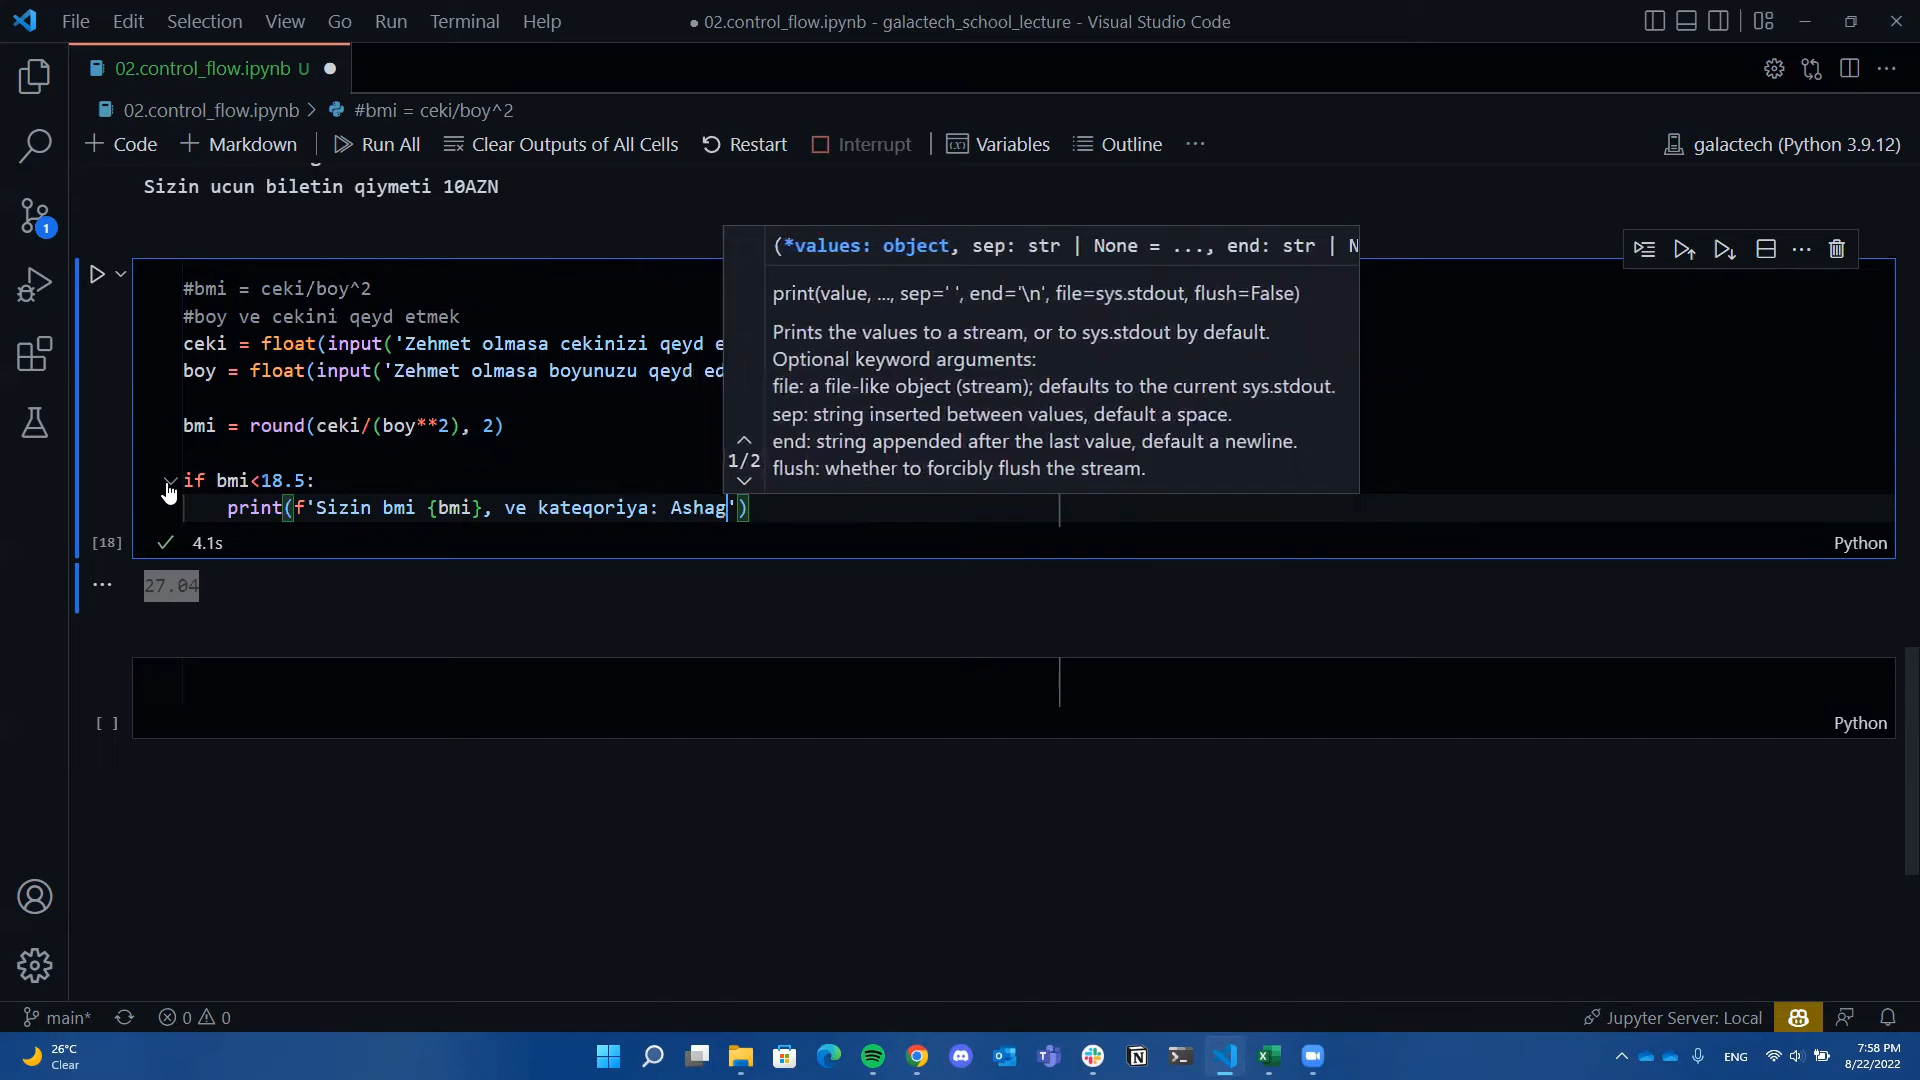 File Edit Selection View Go Run Terminal Help
● 02.control_flow.ipynb - galactech_school_lecture - Visual Studio Code
02.control_flow.ipynb U ●
02.control_flow.ipynb > #bmi = ceki/boy^2
+ Code + Markdown Run All Clear Outputs of All Cells Restart Interrupt Variables Outline ...
galactech (Python 3.9.12)
Sizin ucun biletin qiymeti 10AZN
(*values: object, sep: str | None = ..., end: str | N
print(value, ..., sep=' ', end='\n', file=sys.stdout, flush=False)
Prints the values to a stream, or to sys.stdout by default.
Optional keyword arguments:
file: a file-like object (stream); defaults to the current sys.stdout.
sep: string inserted between values, default a space.
end: string appended after the last value, default a newline.
flush: whether to forcibly flush the stream.
1/2
#bmi = ceki/boy^2
#boy ve cekini qeyd etmek
ceki = float(input('Zehmet olmasa cekinizi qeyd e
boy = float(input('Zehmet olmasa boyunuzu qeyd ed
bmi = round(ceki/(boy**2), 2)
if bmi<18.5:
print(f'Sizin bmi {bmi}, ve kateqoriya: Ashag')
[18] ✓ 4.1s
Python
... 27.04
[ ]
Python
1
main* 0 0
Jupyter Server: Local
26°C
Clear
ENG
7:58 PM
8/22/2022